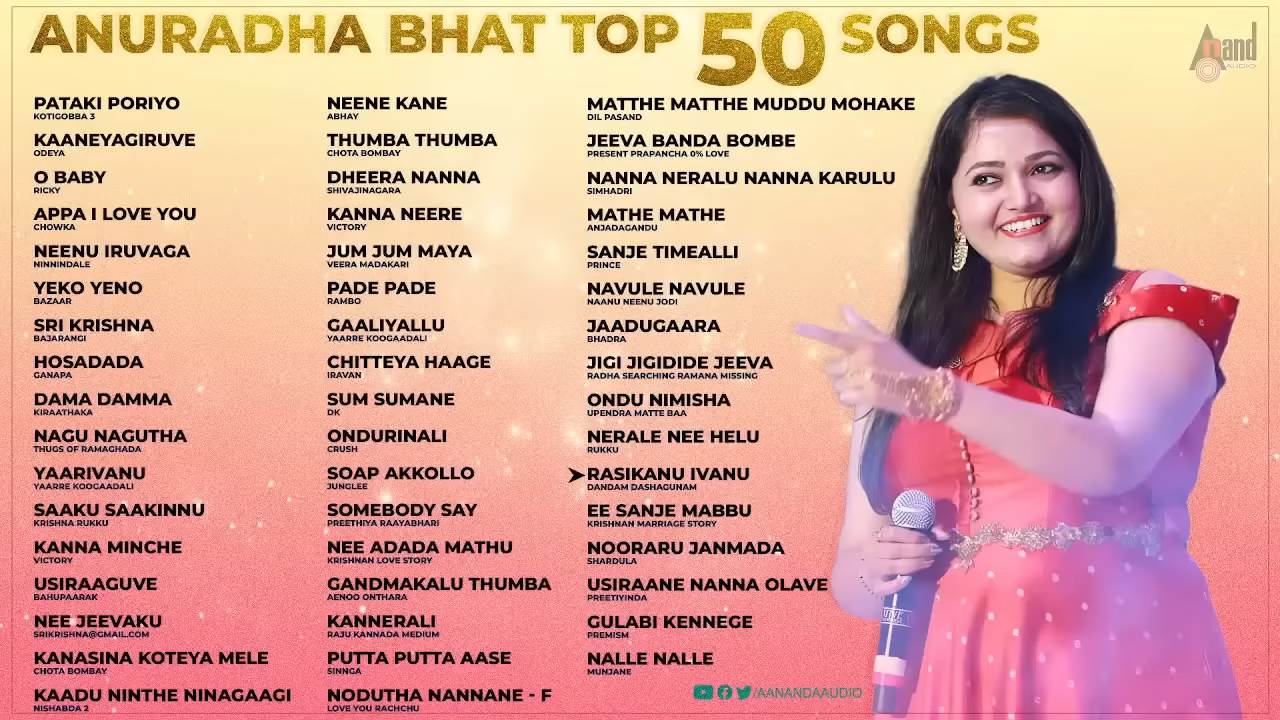 ANURADHA BHAT TOP 50 SONGS
Anand
AUDIO
PATAKI PORIYO
KOTIGOBBA 3
KAANEYAGIRUVE
ODEYA
O BABY
RICKY
APPA I LOVE YOU
CHOWKA
NEENU IRUVAGA
NINNINDALE
YEKO YENO
BAZAAR
SRI KRISHNA
BAJARANGI
HOSADADA
GANAPA
DAMA DAMMA
KIRAATHAKA
NAGU NAGUTHA
THUGS OF RAMAGHADA
YAARIVANU
YAARRE KOOGAADALI
SAAKU SAAKINNU
KRISHNA RUKKU
KANNA MINCHE
VICTORY
USIRAAGUVE
BAHUPAARAK
NEE JEEVAKU
SRIKRISHNA@GMAIL.COM
KANASINA KOTEYA MELE
CHOTA BOMBAY
KAADU NINTHE NINAGAAGI
NISHABDA 2
NEENE KANE
ABHAY
THUMBA THUMBA
CHOTA BOMBAY
DHEERA NANNA
SHIVAJINAGARA
KANNA NEERE
VICTORY
JUM JUM MAYA
VEERA MADAKARI
PADE PADE
RAMBO
GAALIYALLU
YAARRE KOOGAADALI
CHITTEYA HAAGE
IRAVAN
SUM SUMANE
DK
ONDURINALI
CRUSH
SOAP AKKOLLO
JUNGLEE
SOMEBODY SAY
PREETHIYA RAAYABHARI
NEE ADADA MATHU
KRISHNAN LOVE STORY
GANDMAKALU THUMBA
AENOO ONTHARA
KANNERALI
RAJU KANNADA MEDIUM
PUTTA PUTTA AASE
SINNGA
NODUTHA NANNANE - F
LOVE YOU RACHCHU
MATTHE MATTHE MUDDU MOHAKE
DIL PASAND
JEEVA BANDA BOMBE
PRESENT PRAPANCHA 0% LOVE
NANNA NERALU NANNA KARULU
SIMHADRI
MATHE MATHE
ANJADAGANDU
SANJE TIMEALLI
PRINCE
NAVULE NAVULE
NAANU NEENU JODI
JAADUGAARA
BHADRA
JIGI JIGIDIDE JEEVA
RADHA SEARCHING RAMANA MISSING
ONDU NIMISHA
UPENDRA MATTE BAA
NERALE NEE HELU
RUKKU
➤RASIKANU IVANU
DANDAM DASHAGUNAM
EE SANJE MABBU
KRISHNAN MARRIAGE STORY
NOORARU JANMADA
SHARDULA
USIRAANE NANNA OLAVE
PREETIYINDA
GULABI KENNEGE
PREMISM
NALLE NALLE
MUNJANE
/AANANDAAUDIO